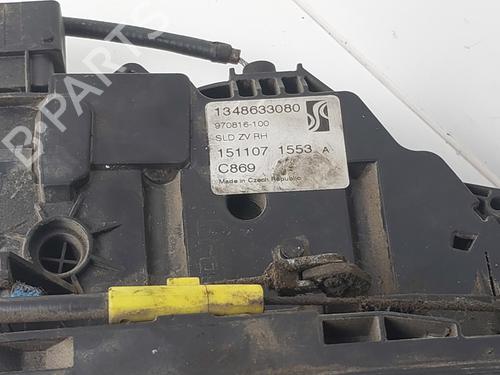 B-PARTS
1348633080
970816-100
SLD ZV RH
151107 1553 A
C869
Made in Czech Republic